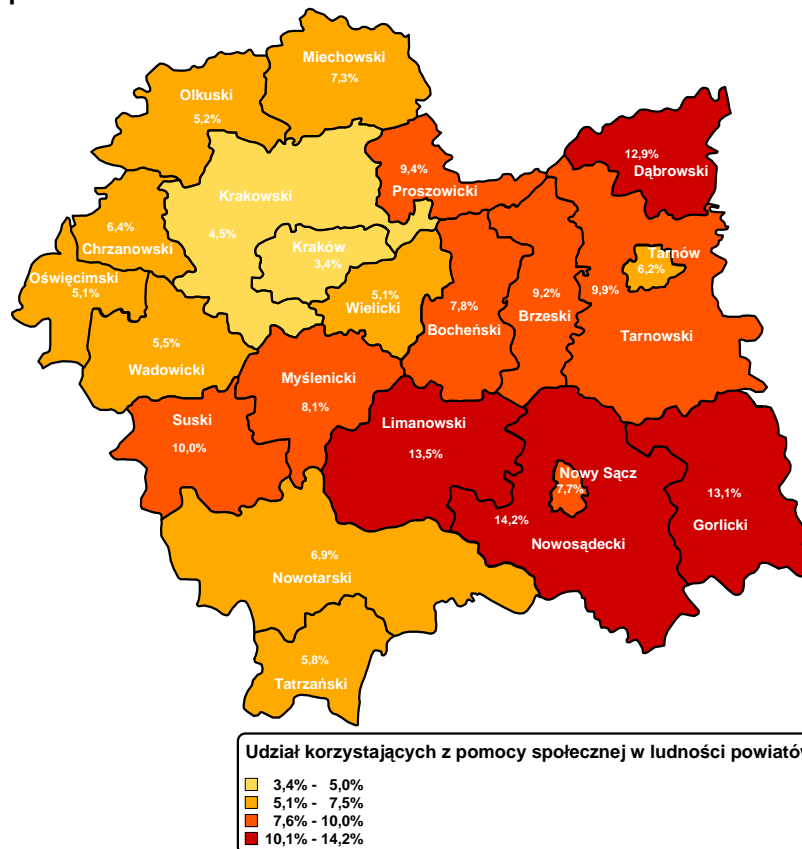 Miechowski
7,3%
Olkuski
5,2%
12,9%
Dąbrowski
9,4%
Proszowicki
Krakowski
4,5%
6,4%
Chrzanowski
Kraków
3,4%
Tarnów
6,2%
Oświęcimski
5,1%
5,1%
Wielicki
7,8%
Bocheński
9,2%
Brzeski
9,9%
Tarnowski
5,5%
Wadowicki
Myślenicki
8,1%
Suski
10,0%
Limanowski
13,5%
Nowy Sącz
7,7%
14,2%
Nowosądecki
13,1%
Gorlicki
6,9%
Nowotarski
5,8%
Tatrzański
Udział korzystających z pomocy społecznej w ludności powiatów
3,4% - 5,0%
5,1% - 7,5%
7,6% - 10,0%
10,1% - 14,2%